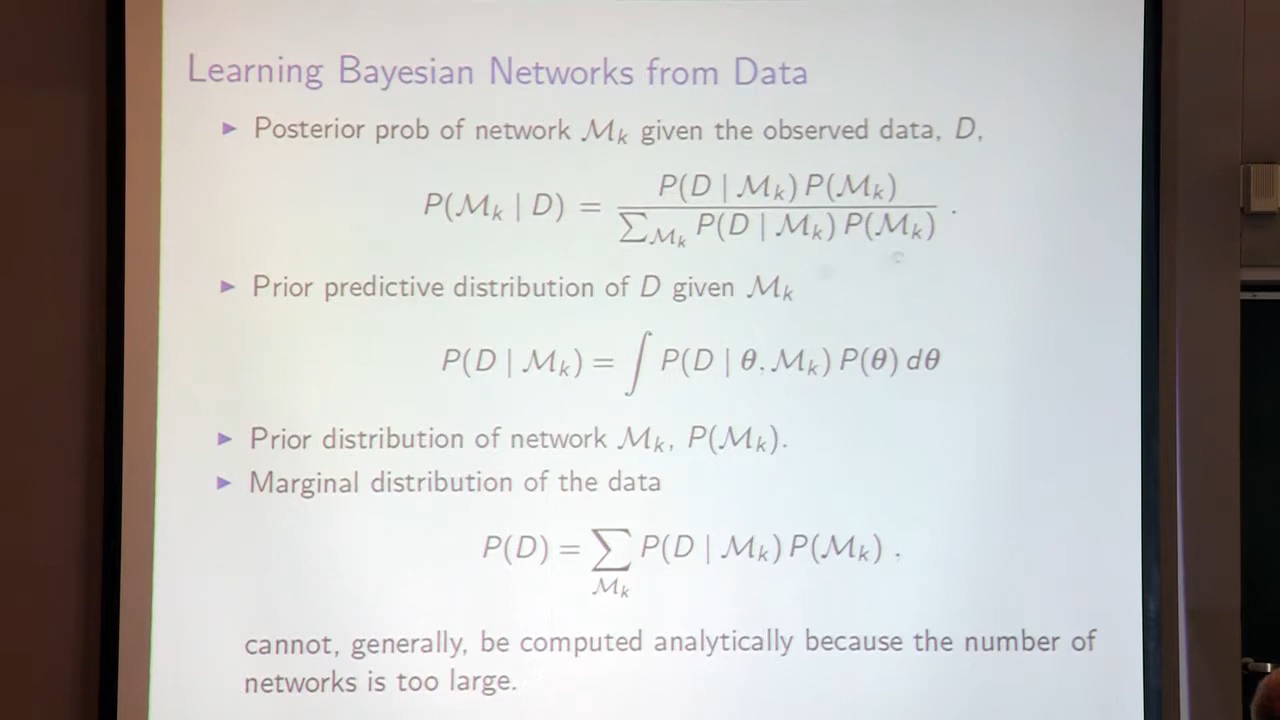 Learning Bayesian Networks from Data
▶ Posterior prob of network ℳₖ given the observed data, D,
P(ℳₖ | D) = P(D | ℳₖ) P(ℳₖ) / ∑_ℳₖ P(D | ℳₖ) P(ℳₖ) .
▶ Prior predictive distribution of D given ℳₖ
P(D | ℳₖ) = ∫ P(D | θ, ℳₖ) P(θ) dθ
▶ Prior distribution of network ℳₖ, P(ℳₖ).
▶ Marginal distribution of the data
P(D) = ∑_ℳₖ P(D | ℳₖ) P(ℳₖ) ,
cannot, generally, be computed analytically because the number of
networks is too large.